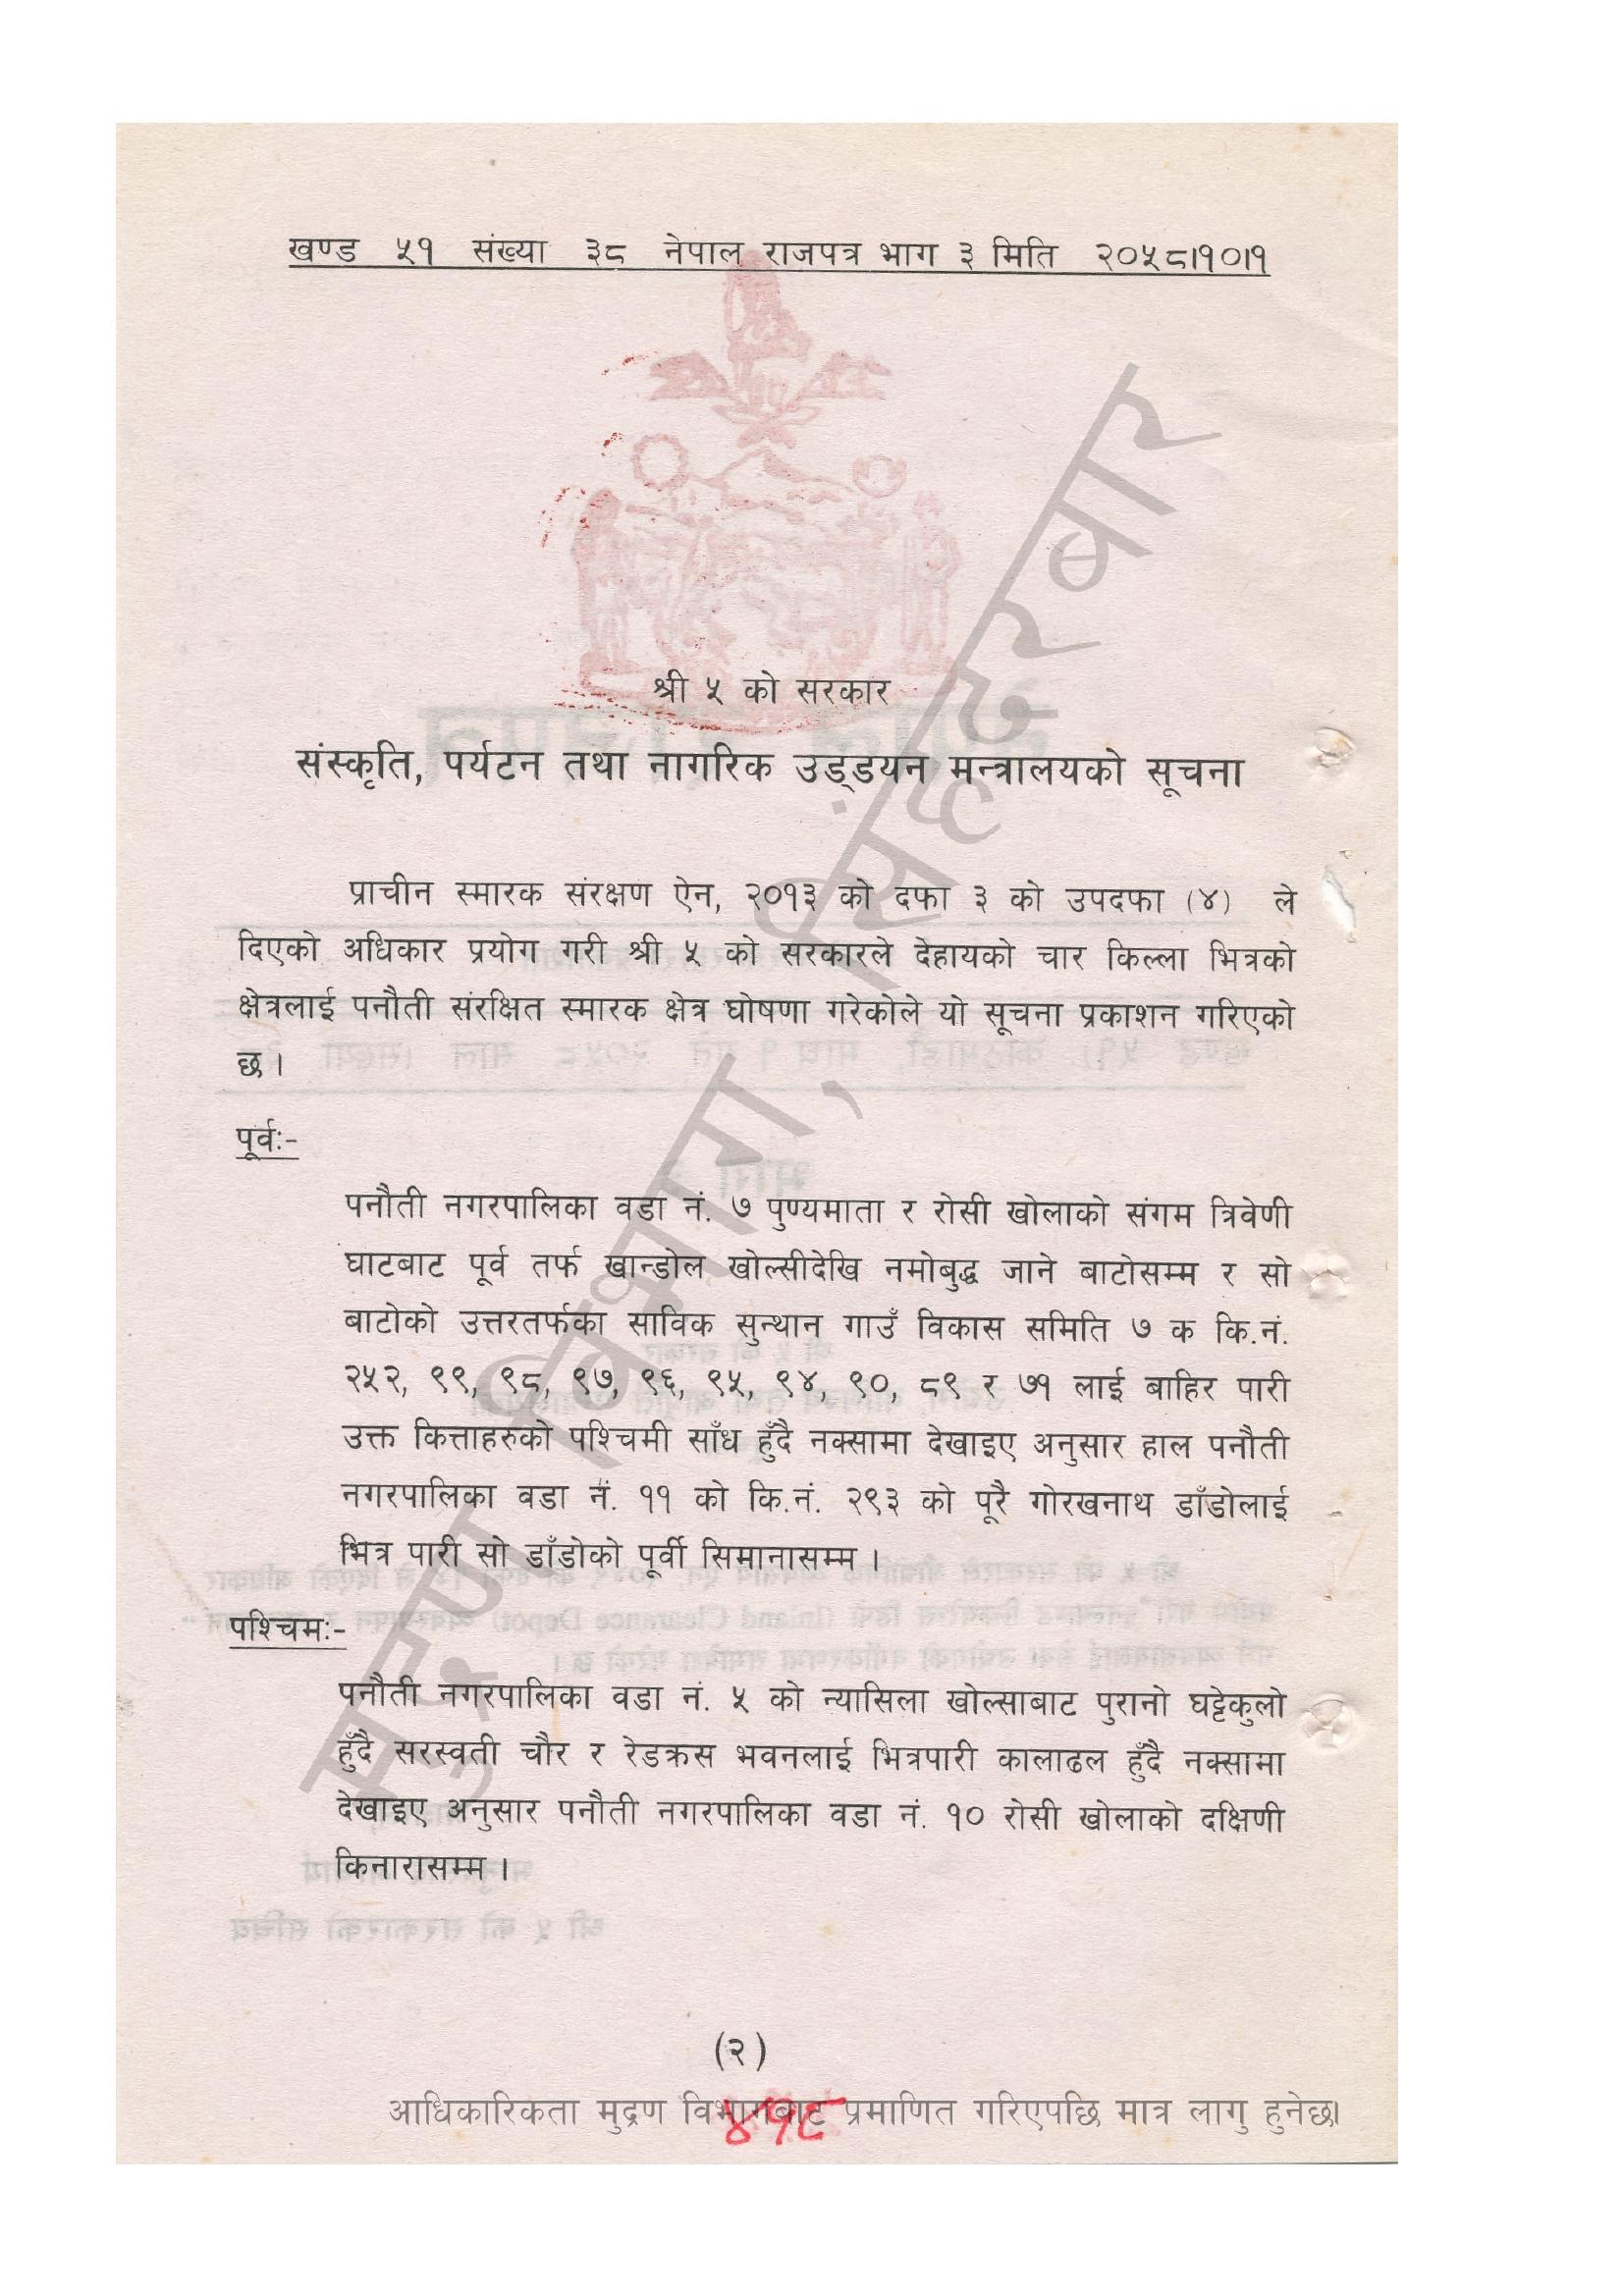 खण्ड ५१ संख्या ३८ नेपाल राजपत्र भाग ३ मिति २०५८।१०।१
श्री ५ को सरकार
संस्कृति, पर्यटन तथा नागरिक उड्डयन मन्त्रालयको सूचना
प्राचीन स्मारक संरक्षण ऐन, २०१३ को दफा ३ को उपदफा (४) ले
दिएको अधिकार प्रयोग गरी श्री ५ को सरकारले देहायको चार किल्ला भित्रको
क्षेत्रलाई पनौती संरक्षित स्मारक क्षेत्र घोषणा गरेकोले यो सूचना प्रकाशन गरिएको
छ ।
पूर्वः-
पनौती नगरपालिका वडा नं. ७ पुण्यमाता र रोसी खोलाको संगम त्रिवेणी
घाटबाट पूर्व तर्फ खान्डोल खोल्सीदेखि नमोबुद्ध जाने बाटोसम्म र सो
बाटोको उत्तरतर्फका साविक सुन्थान गाउँ विकास समिति ७ क कि.नं.
२५२, ९९, ९८, ९७, ९६, ९५, ९४, ९०, ८९ र ७१ लाई बाहिर पारी
उक्त कित्ताहरुको पश्चिमी साँध हुँदै नक्सामा देखाइए अनुसार हाल पनौती
नगरपालिका वडा नं. ११ को कि.नं. २९३ को पूरै गोरखनाथ डाँडोलाई
भित्र पारी सो डाँडोको पूर्वी सिमानासम्म ।
पश्चिमः-
पनौती नगरपालिका वडा नं. ५ को न्यासिला खोल्साबाट पुरानो घट्टेकुलो
हुँदै सरस्वती चौर र रेडक्रस भवनलाई भित्रपारी कालाढल हुँदै नक्सामा
देखाइए अनुसार पनौती नगरपालिका वडा नं. १० रोसी खोलाको दक्षिणी
किनारासम्म ।
(२)
आधिकारिकता मुद्रण विभागबाट प्रमाणित गरिएपछि मात्र लागु हुनेछ।
४१८
मुद्रण विभाग, सिंहदरबार